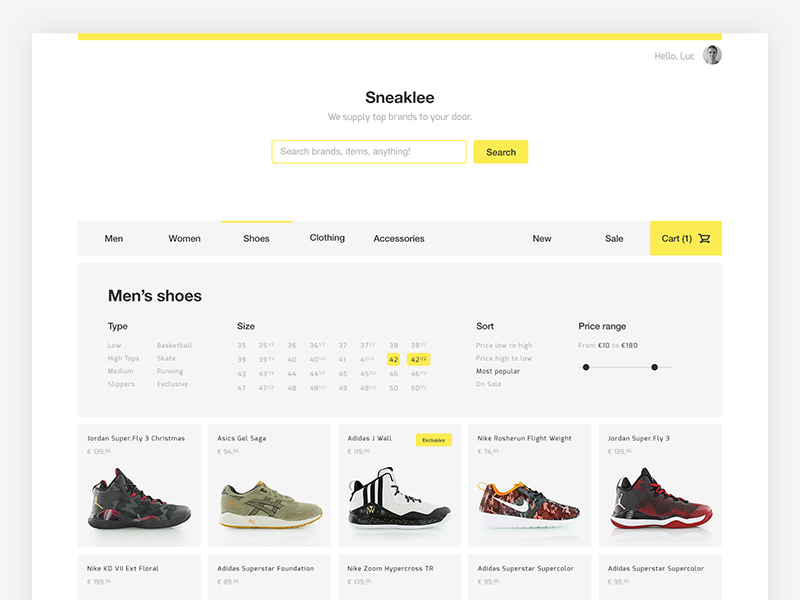 Hello, Luc
Sneaklee
We supply top brands to your door.
Search brands, items, anything! Search
Men Women Shoes Clothing Accessories New Sale Cart (1)
Men's shoes
Type Size Sort Price range
Low Basketball 35 35 1/2 36 36 1/2 37 37 1/2 38 38 1/2 Price low to high From €10 to €180
High Tops Skate 39 39 1/2 40 40 1/2 41 41 1/2 42 42 1/2 Price high to low
Medium Running 43 43 1/2 44 44 1/2 45 45 1/2 46 46 1/2 Most popular
Slippers Exclusive 47 47 1/2 48 48 1/2 49 49 1/2 50 50 1/2 On Sale
Jordan Super.Fly 3 Christmas Asics Gel Saga Adidas J Wall Exclusive Nike Rosherun Flight Weight Jordan Super.Fly 3
€ 139,95 € 94,90 € 119,95 € 74,95 € 139,95
Nike KD VII Ext Floral Adidas Superstar Foundation Nike Zoom Hypercross TR Adidas Superstar Supercolor Adidas Superstar Supercolor
€ 199,95 € 89,95 € 139,95 € 99,95 € 99,95